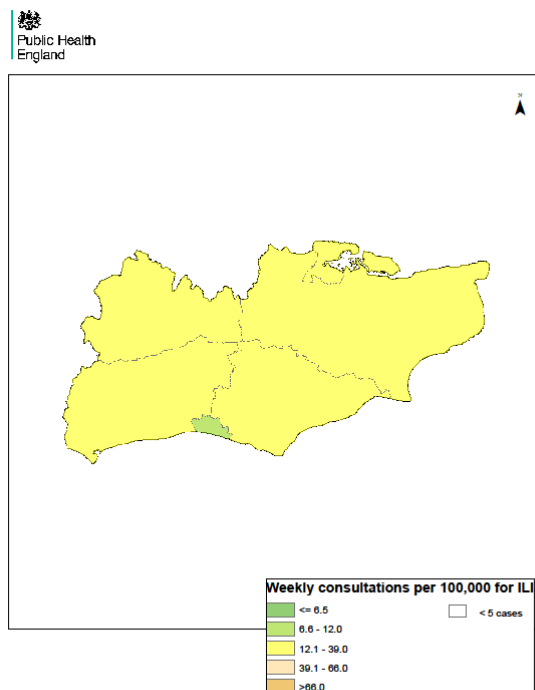 Public Health
England
N
Weekly consultations per 100,000 for ILI
<= 6.5
< 5 cases
6.6 - 12.0
12.1 - 39.0
39.1 - 66.0
>66.0